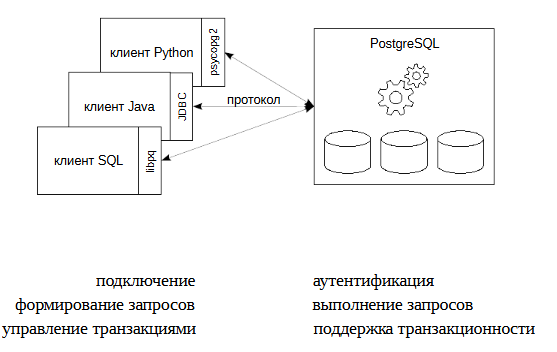 клиент Python
psycopg2
клиент Java
JDBC
клиент SQL
libpq
протокол
PostgreSQL
подключение
формирование запросов
управление транзакциями
аутентификация
выполнение запросов
поддержка транзакционности